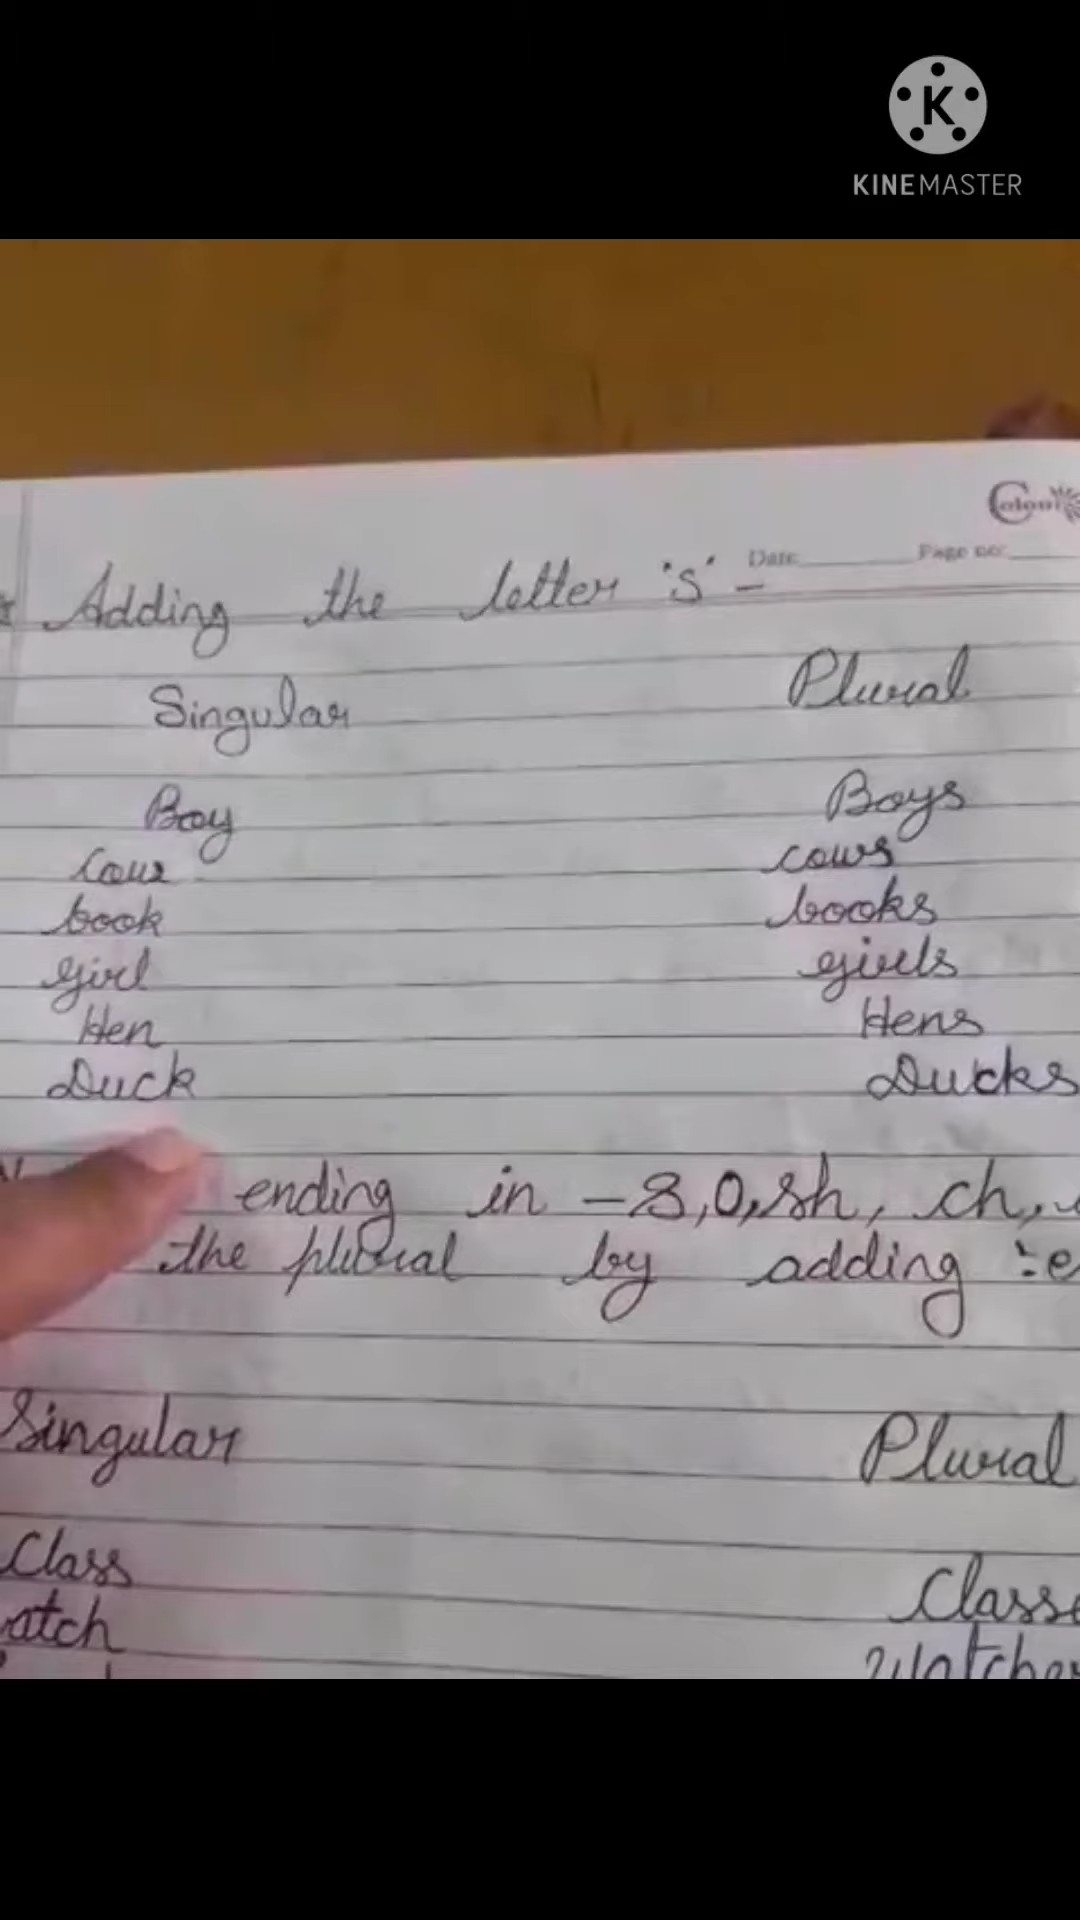 KINEMASTER
Date Page no:
Adding the letter 's' -
Singular Plural
Boy Boys
Cow cows
book books
girl girls
Hen Hens
Duck Ducks
ending in - s, o, sh, ch,
the plural by adding
Singular Plural
Class